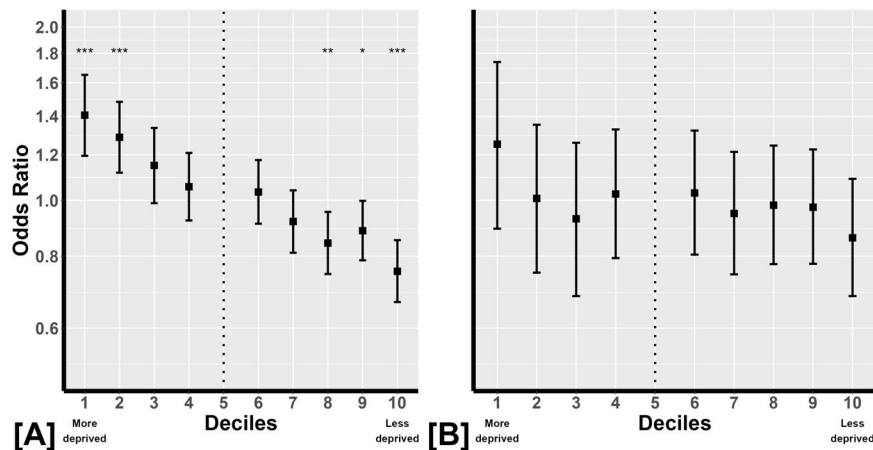 2.0
1.8
1.6
1.4
1.2
1.0
0.8
0.6
Odds Ratio
*** *** ** * ***
1 2 3 4 5 6 7 8 9 10
More deprived
Deciles
Less deprived
[A]
1 2 3 4 5 6 7 8 9 10
More deprived
Deciles
Less deprived
[B]